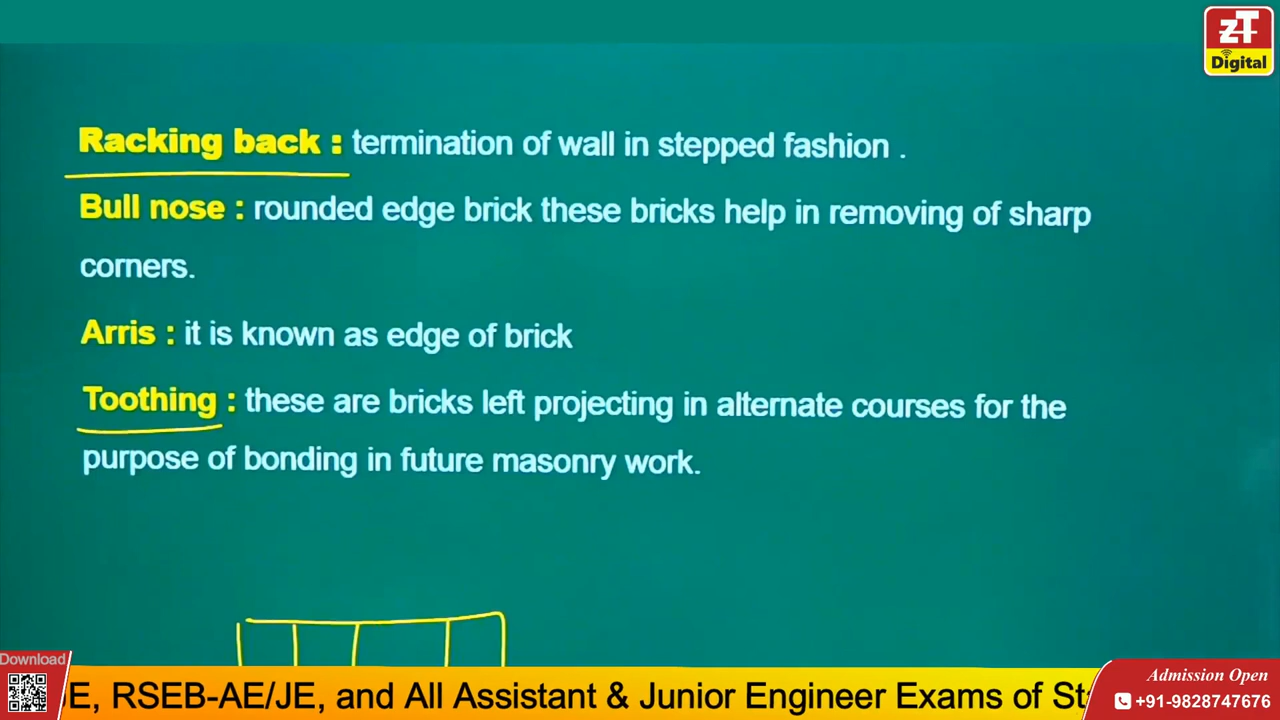 zT
Digital
Racking back : termination of wall in stepped fashion .
Bull nose : rounded edge brick these bricks help in removing of sharp
corners.
Arris : it is known as edge of brick
Toothing : these are bricks left projecting in alternate courses for the
purpose of bonding in future masonry work.
Download
E, RSEB-AE/JE, and All Assistant & Junior Engineer Exams of St
Admission Open
+91-9828747676